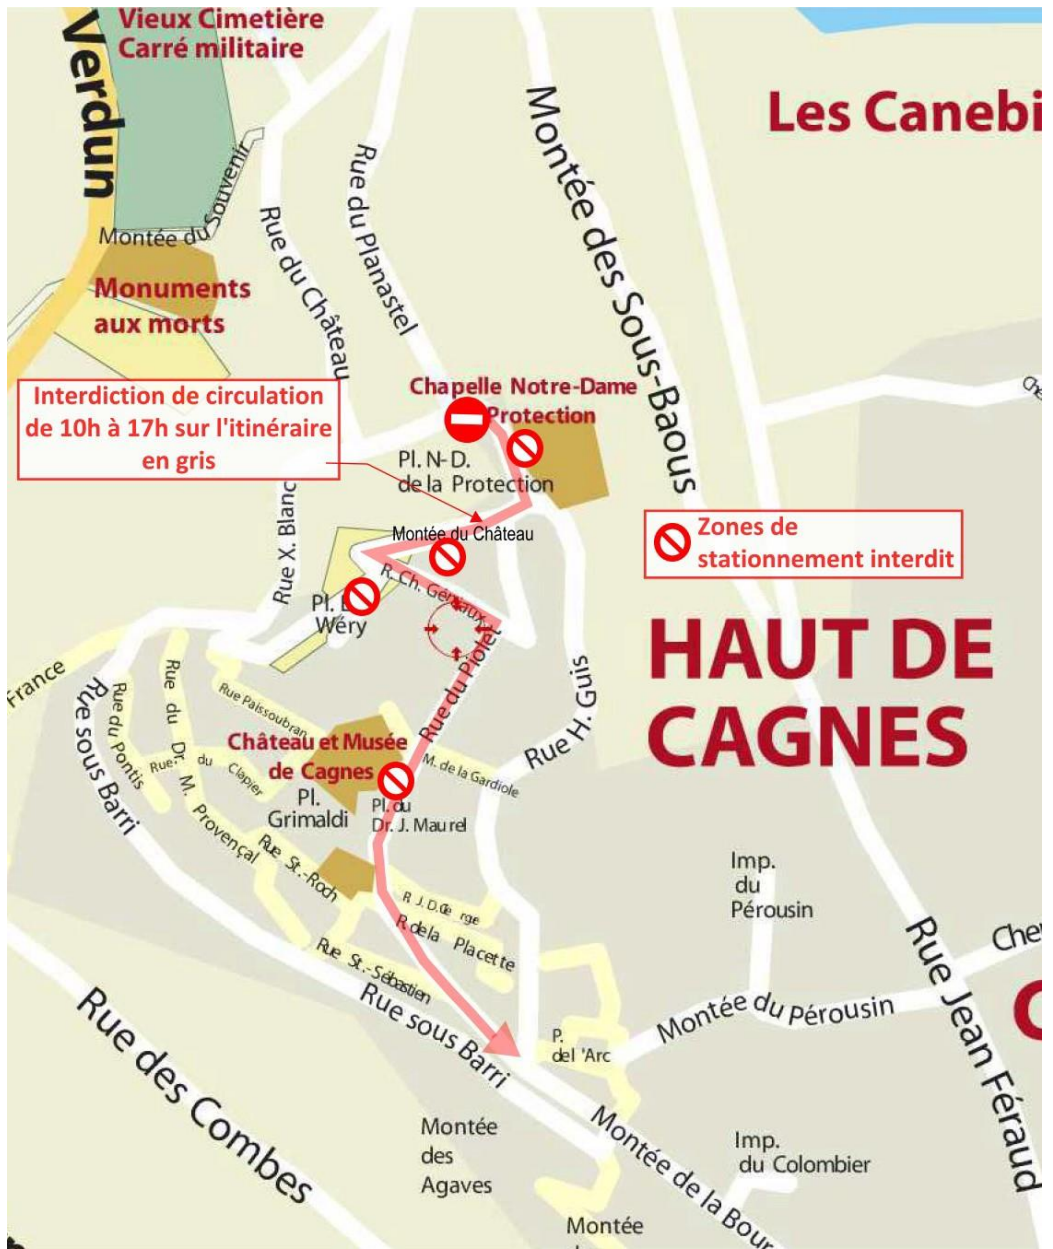 Vieux Cimetière
Carré militaire
Verdun
Les Canebi
Montée du Souvenir
Rue du Château
Rue du Planastel
Montée des Sous-Baous
Monuments
aux morts
Interdiction de circulation
de 10h à 17h sur l'itinéraire
en gris
Chapelle Notre-Dame
Protection
Che
Pl. N-D.
de la Protection
Rue X. Blanc
Montée du Château
Zones de
stationnement interdit
R. Ch. Géniaux
Pl.
Wéry
HAUT DE
CAGNES
France
Rue sous Barri
Rue du Pontis
Rue du Dr. M. Provençal
Rue Paissoubran
Rue du Piolet
Rue H. Guis
Rue du Clapier
Château et Musée
de Cagnes
M. de la Gardiole
Pl.
Grimaldi
Pl. du
Dr. J. Maurel
Rue St.-Roch
R. J. D. Ge rge
R. de la Placette
Rue St.-Sébastien
Rue sous Barri
Imp.
du
Pérousin
Rue Jean Féraud
Cher
Montée du Pérousin
P.
del 'Arc
Rue des Combes
Montée
des
Agaves
Montée de la Bour
Imp.
du Colombier
Montée